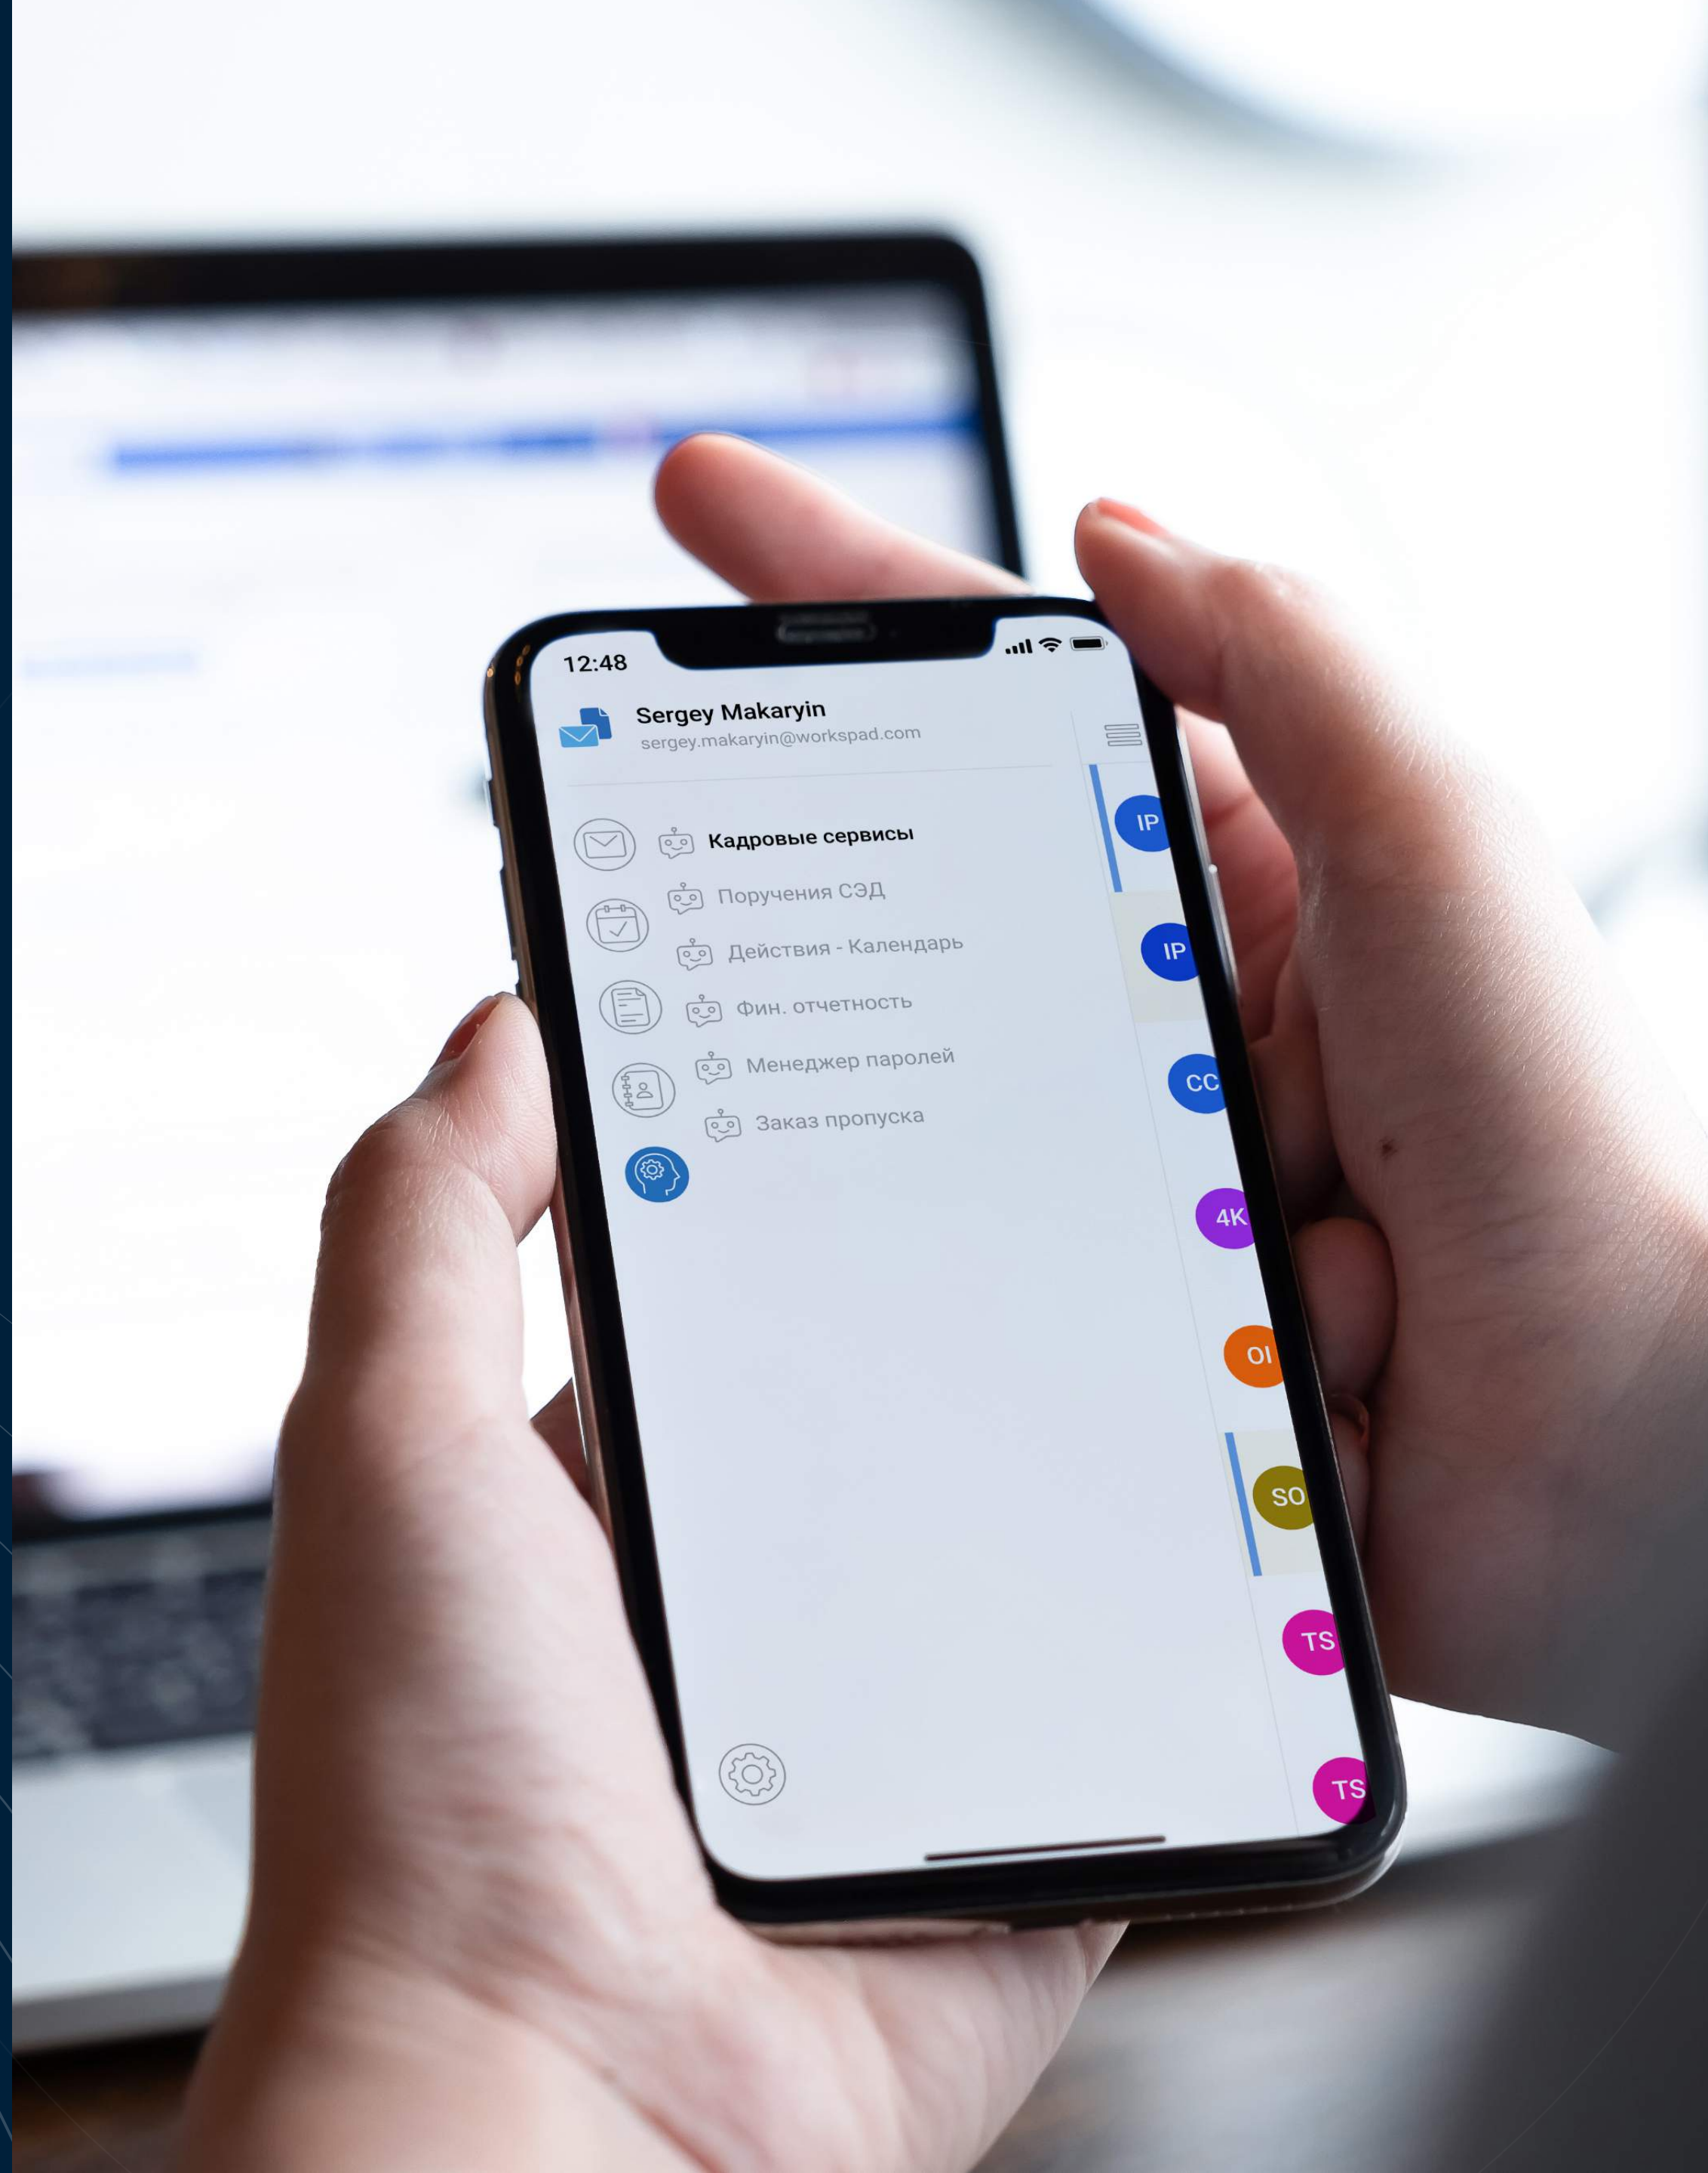 12:48
Sergey Makaryin
sergey.makaryin@workspad.com
Кадровые сервисы
Поручения СЭД
Действия - Календарь
Фин. отчетность
Менеджер паролей
Заказ пропуска
IP
IP
CC
4K
OI
SO
TS
TS